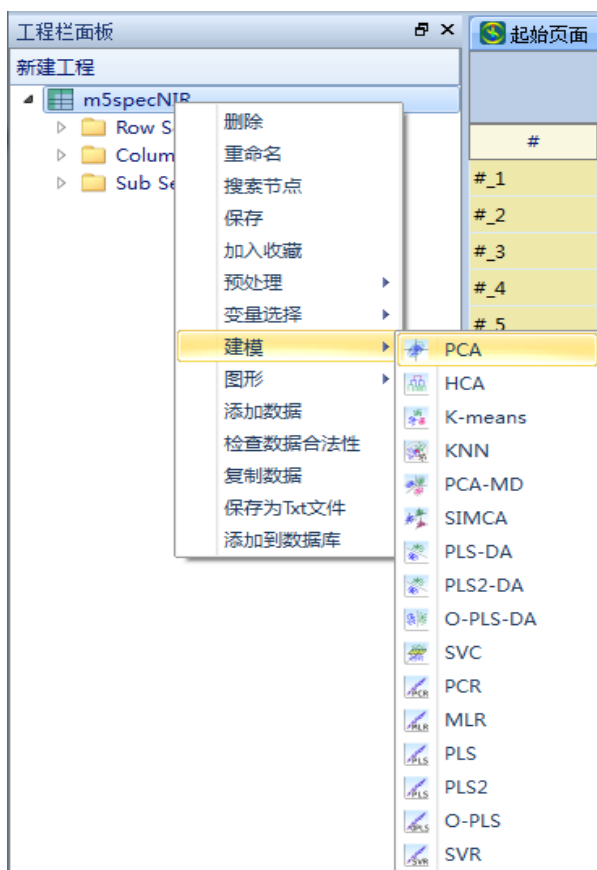 工程栏面板
起始页面
新建工程
m5specNIR
Row S
Colum
Sub Se
#
#_1
#_2
#_3
#_4
#_5
删除
重命名
搜索节点
保存
加入收藏
预处理
变量选择
建模
图形
添加数据
检查数据合法性
复制数据
保存为Txt文件
添加到数据库
PCA
HCA
K-means
KNN
PCA-MD
SIMCA
PLS-DA
PLS2-DA
O-PLS-DA
SVC
PCR
MLR
PLS
PLS2
O-PLS
SVR